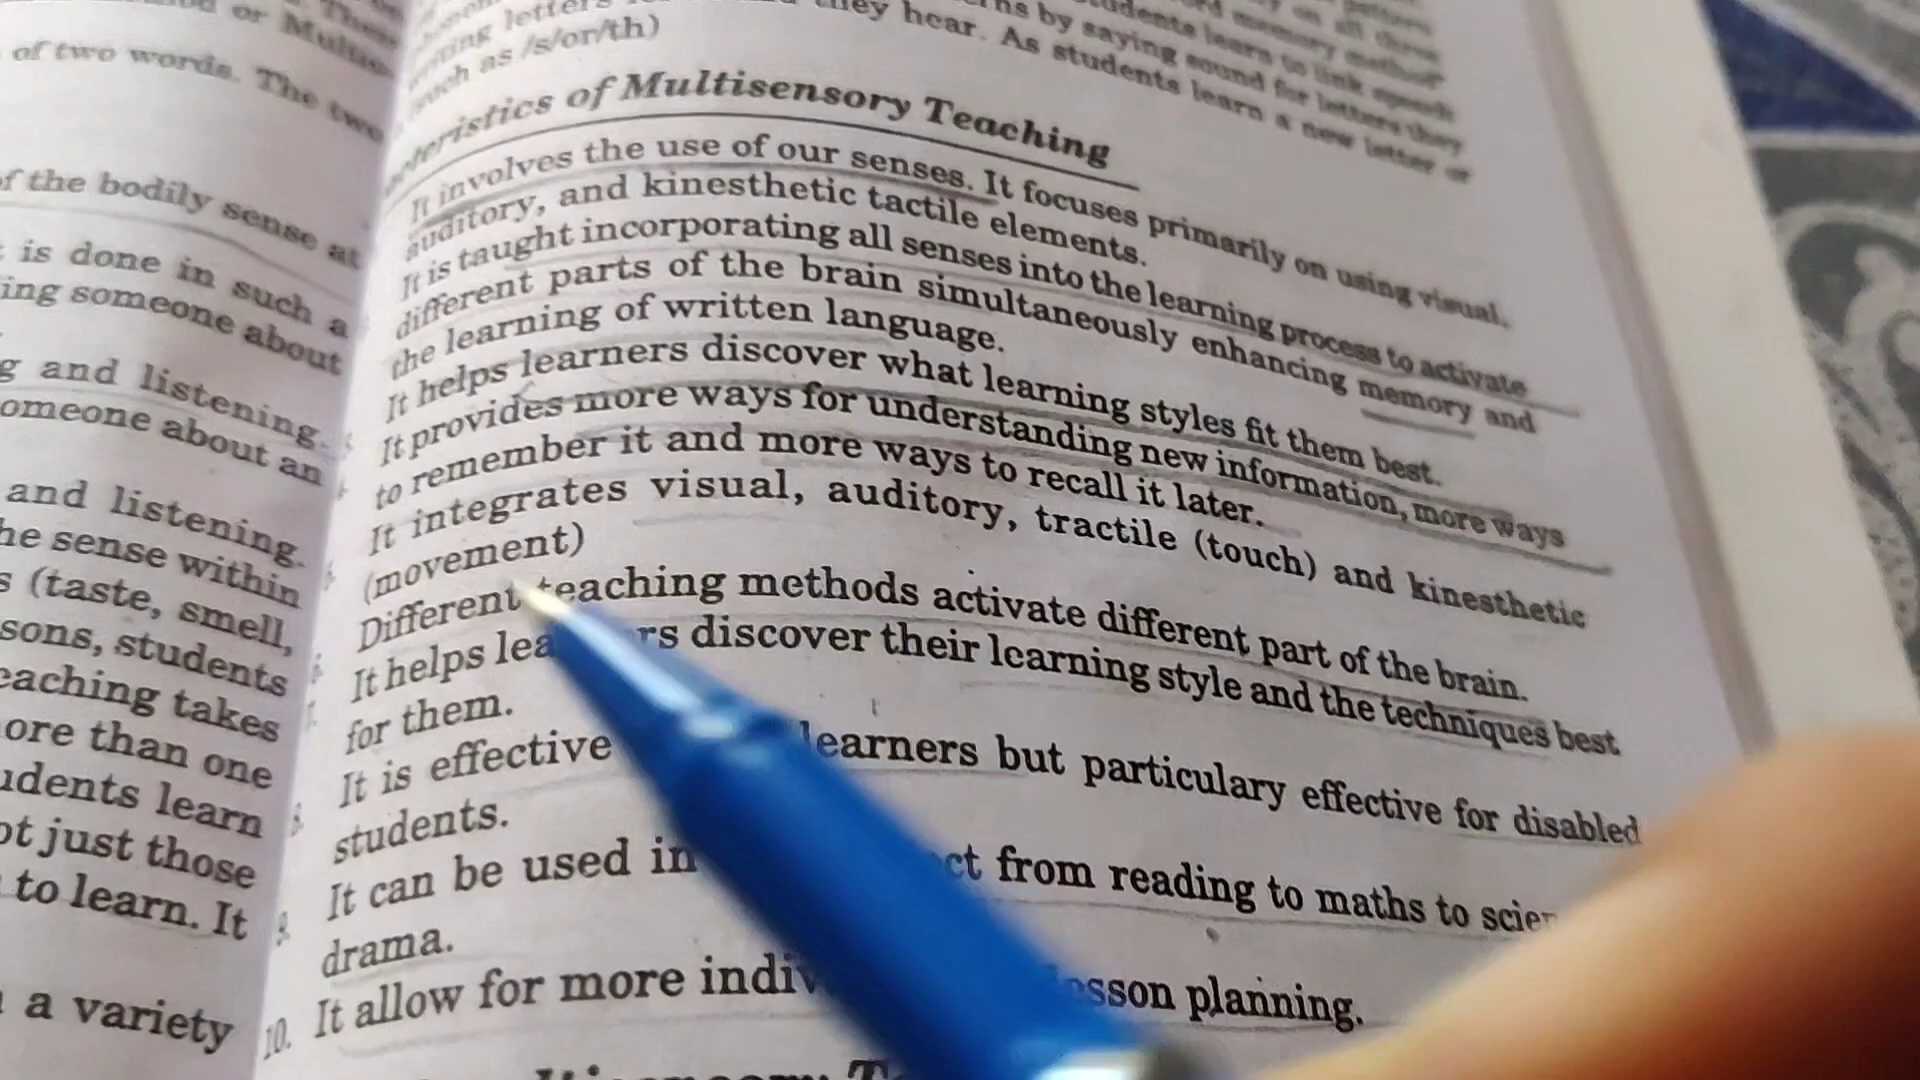 of two words. The two
of the bodily sense at
is done in such a
ing someone about
g and listening.
omeone about an
and listening.
he sense within
s (taste, smell,
sons, students
eaching takes
ore than one
udents learn
ot just those
to learn. It
a variety
such as /s/or/th)
they hear. As students learn a new letter or
of Multisensory Teaching
It involves the use of our senses. It focuses primarily on using visual,
auditory, and kinesthetic tactile elements.
It is taught incorporating all senses into the learning process to activate
different parts of the brain simultaneously enhancing memory and
the learning of written language.
It helps learners discover what learning styles fit them best.
It provides more ways for understanding new information, more ways
to remember it and more ways to recall it later.
It integrates visual, auditory, tractile (touch) and kinesthetic
(movement)
Different teaching methods activate different part of the brain.
It helps lea rs discover their learning style and the techniques best
for them.
It is effective learners but particulary effective for disabled
students.
It can be used in ct from reading to maths to scien
drama.
10. It allow for more indiv esson planning.